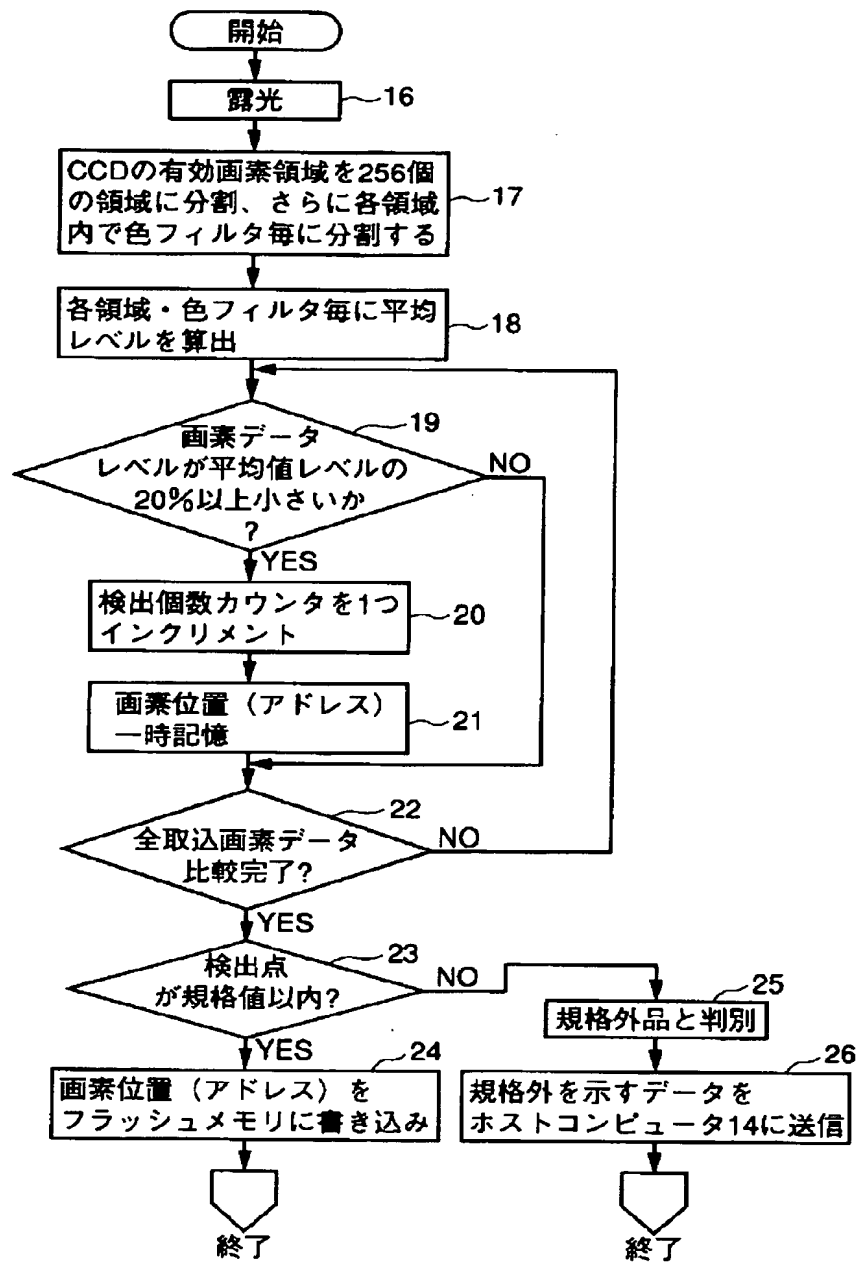 開始
露光
16
CCDの有効画素領域を256個
の領域に分割、さらに各領域
内で色フィルタ毎に分割する
17
各領域・色フィルタ毎に平均
レベルを算出
18
画素データ
レベルが平均値レベルの
20%以上小さいか
?
19
NO
YES
検出個数カウンタを1つ
インクリメント
20
画素位置(アドレス)
一時記憶
21
全取込画素データ
比較完了?
22
NO
YES
検出点
が規格値以内?
23
NO
YES
規格外品と判別
25
画素位置(アドレス)を
フラッシュメモリに書き込み
24
規格外を示すデータを
ホストコンピュータ14に送信
26
終了
終了